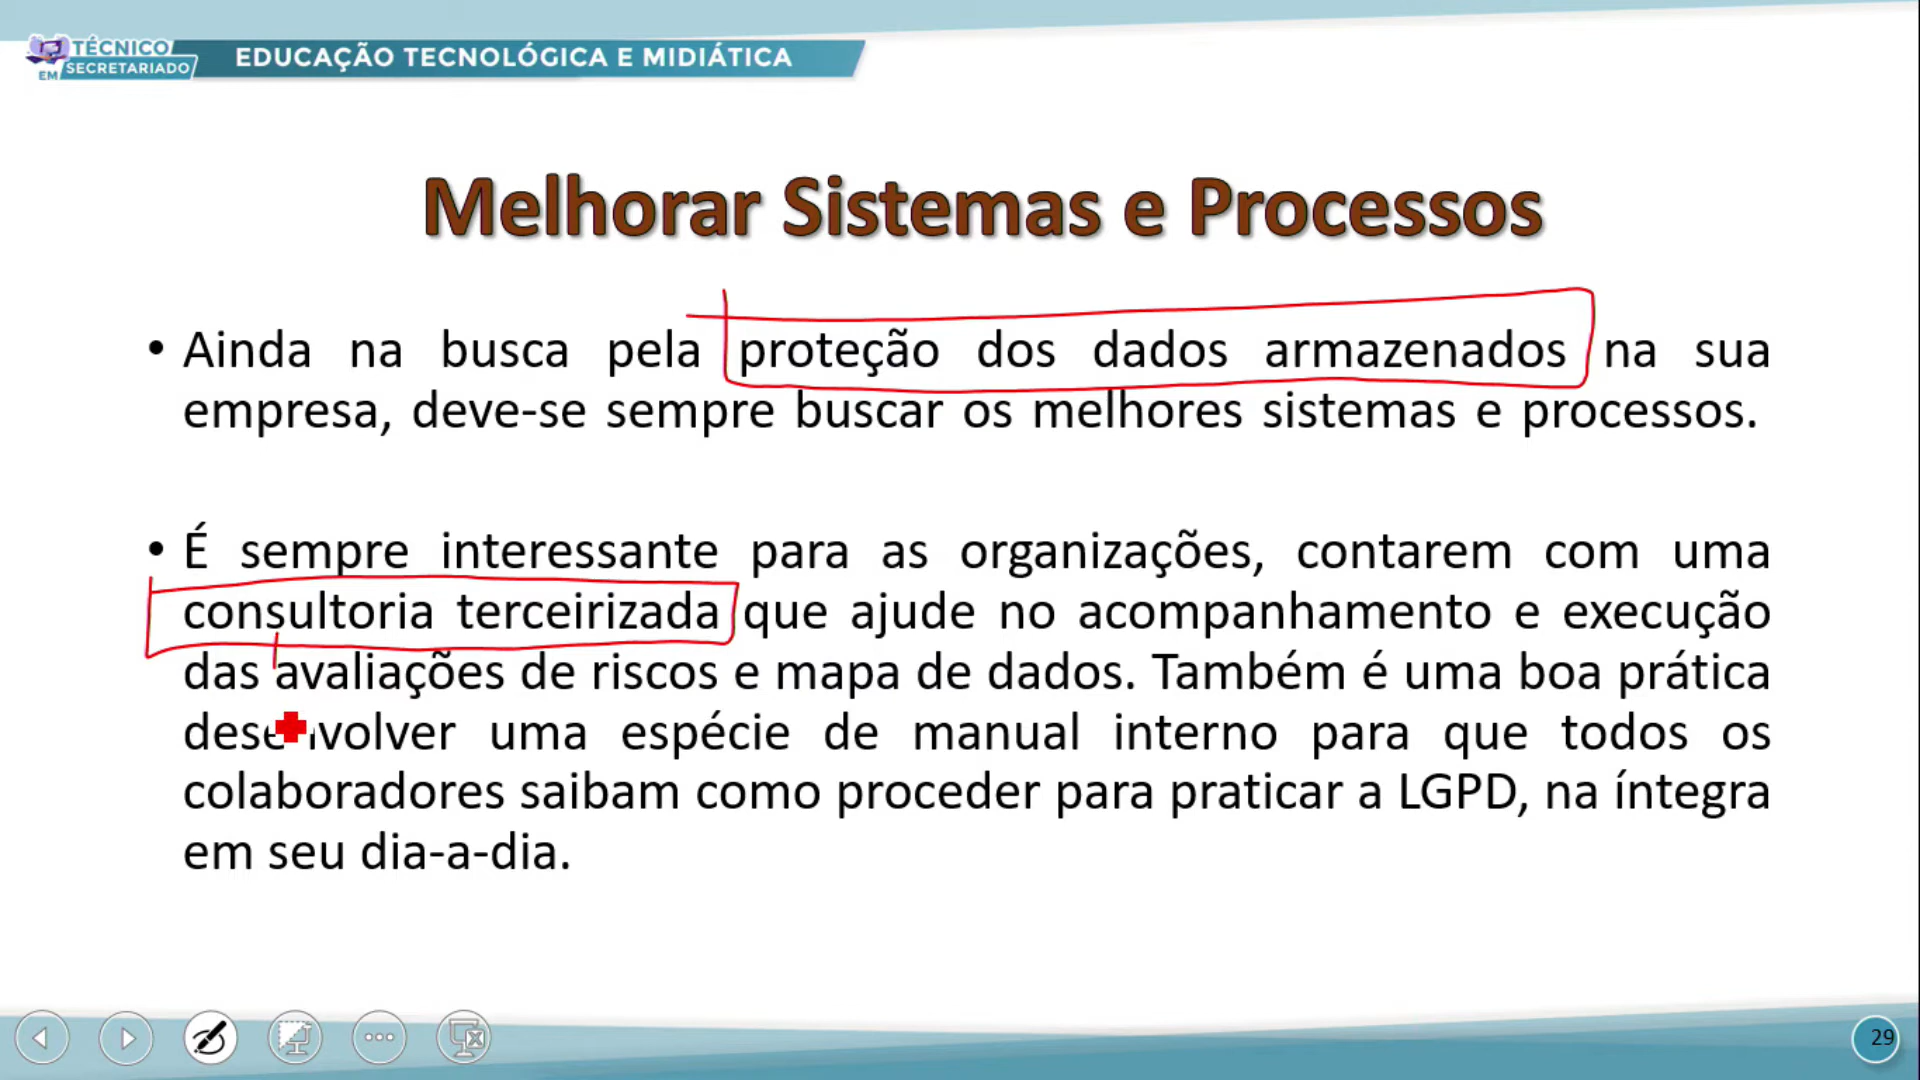 TÉCNICO
EM SECRETARIADO
EDUCAÇÃO TECNOLÓGICA E MIDIÁTICA
Melhorar Sistemas e Processos
• Ainda na busca pela proteção dos dados armazenados na sua
empresa, deve-se sempre buscar os melhores sistemas e processos.
• É sempre interessante para as organizações, contarem com uma
consultoria terceirizada que ajude no acompanhamento e execução
das avaliações de riscos e mapa de dados. Também é uma boa prática
desenvolver uma espécie de manual interno para que todos os
colaboradores saibam como proceder para praticar a LGPD, na íntegra
em seu dia-a-dia.
29